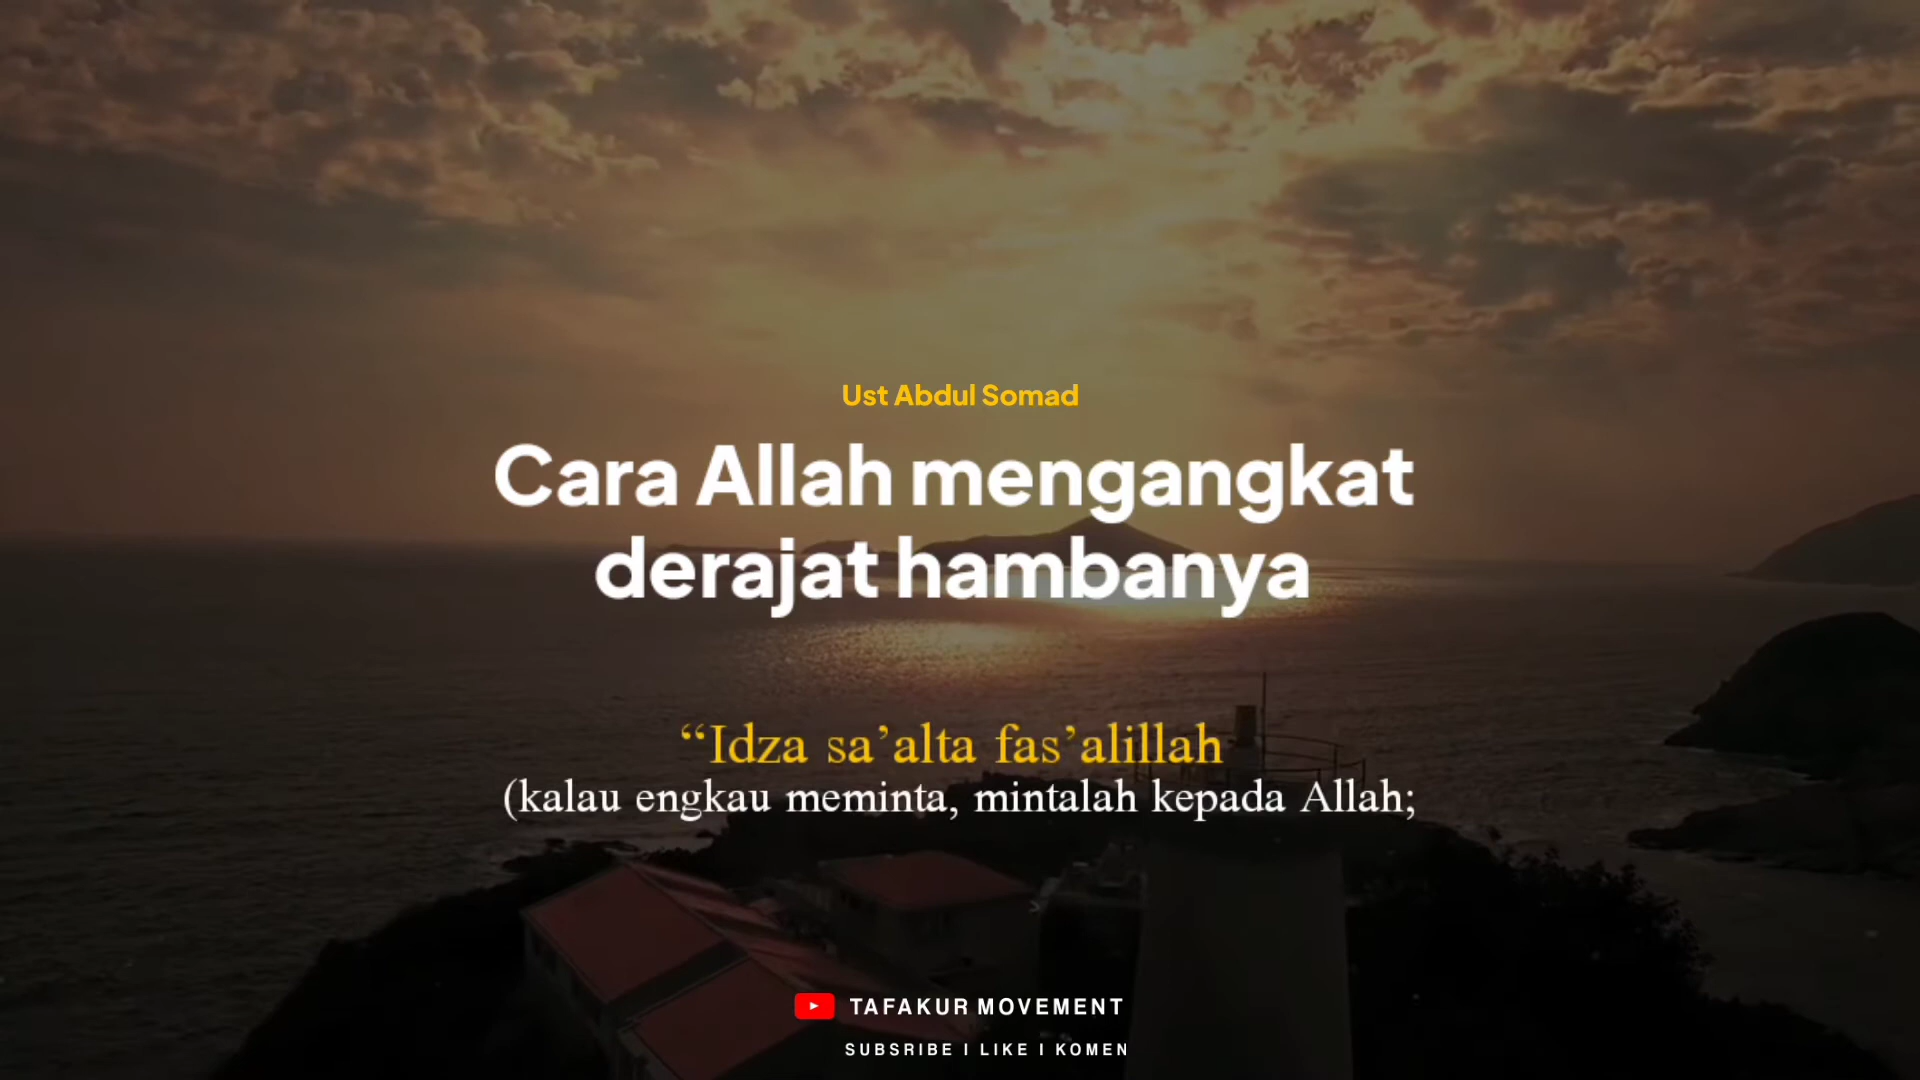 Ust Abdul Somad
Cara Allah mengangkat
derajat hambanya
“Idza sa’alta fas’alillah
(kalau engkau meminta, mintalah kepada Allah;
TAFAKUR MOVEMENT
SUBSRIBE I LIKE I KOMEN